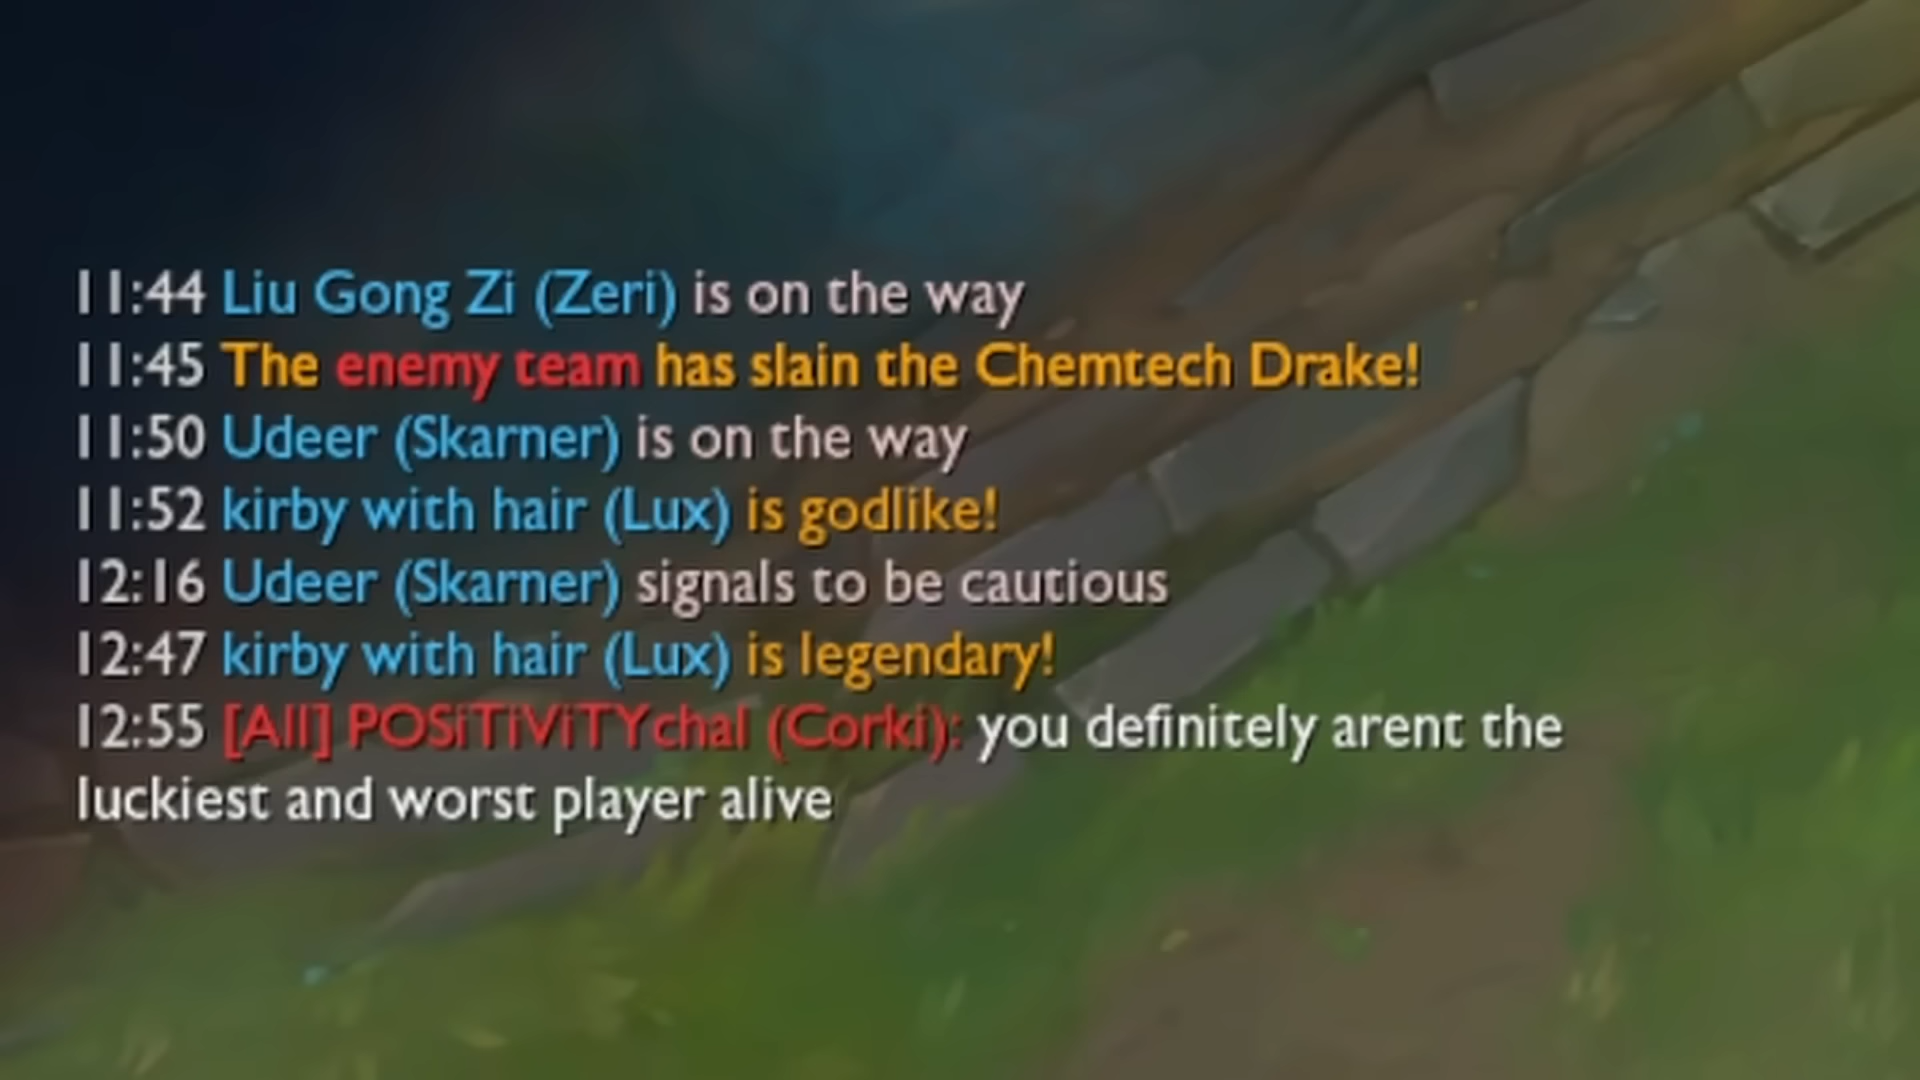 11:44 Liu Gong Zi (Zeri) is on the way
11:45 The enemy team has slain the Chemtech Drake!
11:50 Udeer (Skarner) is on the way
11:52 kirby with hair (Lux) is godlike!
12:16 Udeer (Skarner) signals to be cautious
12:47 kirby with hair (Lux) is legendary!
12:55 [All] POSiTiViTYchal (Corki): you definitely arent the
luckiest and worst player alive